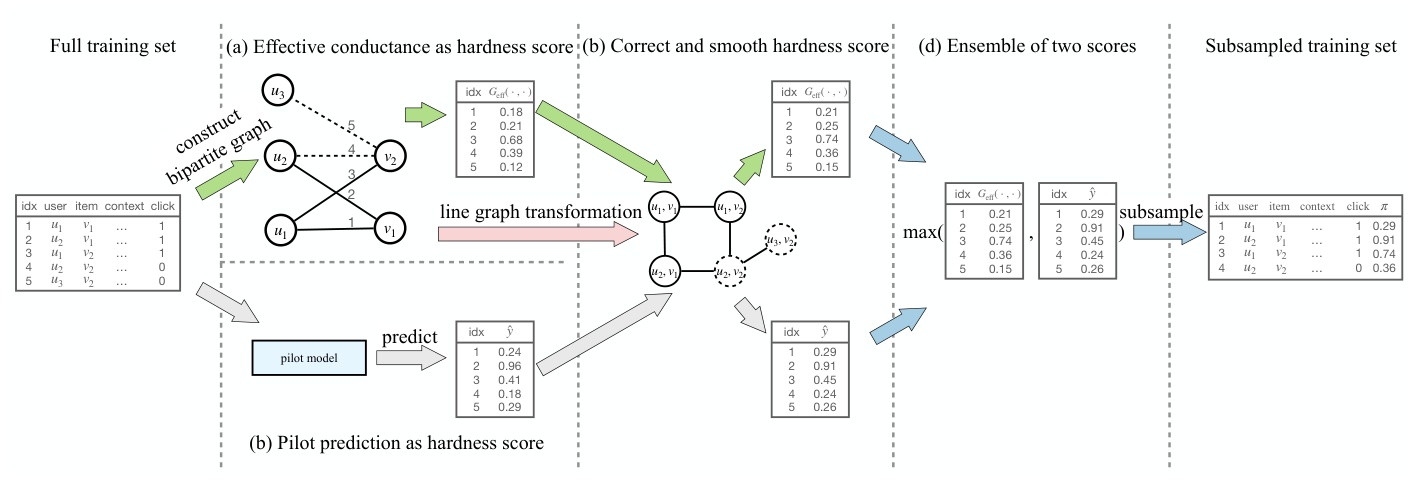 Full training set
(a) Effective conductance as hardness score
(b) Correct and smooth hardness score
(d) Ensemble of two scores
Subsampled training set
construct
bipartite graph
idx user item context click
1 u₁ v₁ ... 1
2 u₂ v₁ ... 1
3 u₁ v₂ ... 1
4 u₂ v₂ ... 0
5 u₃ v₂ ... 0
u₃
5
u₂ 4 v₂
3
2
u₁ 1 v₁
idx G_eff(·,·)
1 0.18
2 0.21
3 0.68
4 0.39
5 0.12
line graph transformation
pilot model
predict
idx ŷ
1 0.24
2 0.96
3 0.41
4 0.18
5 0.29
(b) Pilot prediction as hardness score
u₁, v₁ u₁, v₂
u₃, v₂
u₂, v₁ u₂, v₂
idx G_eff(·,·)
1 0.21
2 0.25
3 0.74
4 0.36
5 0.15
idx ŷ
1 0.29
2 0.91
3 0.45
4 0.24
5 0.26
max( , )
idx G_eff(·,·)
1 0.21
2 0.25
3 0.74
4 0.36
5 0.15
idx ŷ
1 0.29
2 0.91
3 0.45
4 0.24
5 0.26
subsample
idx user item context click π
1 u₁ v₁ ... 1 0.29
2 u₂ v₁ ... 1 0.91
3 u₁ v₂ ... 1 0.74
4 u₂ v₂ ... 0 0.36